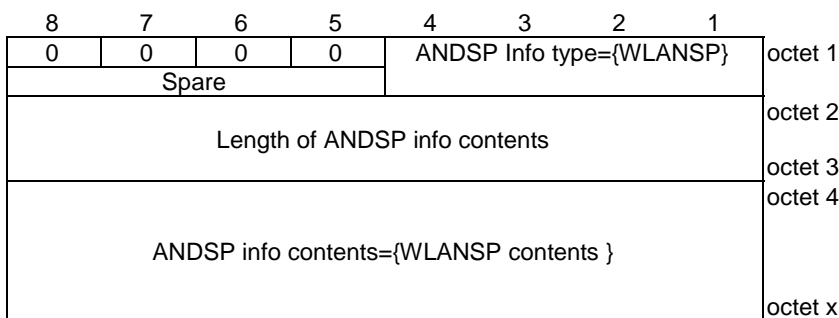 8 7 6 5 4 3 2 1
0 0 0 0 ANDSP Info type={WLANSP} octet 1
Spare
octet 2
Length of ANDSP info contents
octet 3
octet 4
ANDSP info contents={WLANSP contents }
octet x